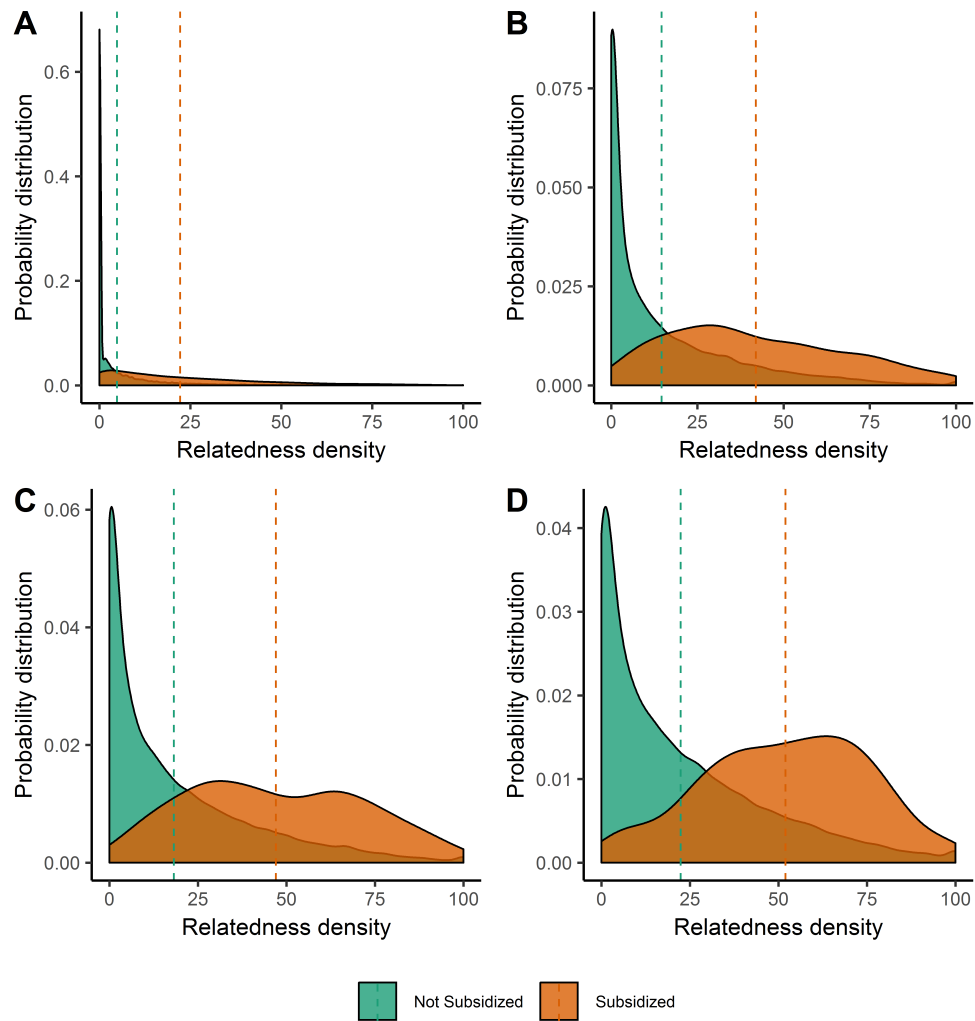 A
Probability distribution
0.6
0.4
0.2
0.0
0 25 50 75 100
Relatedness density
B
Probability distribution
0.075
0.050
0.025
0.000
0 25 50 75 100
Relatedness density
C
Probability distribution
0.06
0.04
0.02
0.00
0 25 50 75 100
Relatedness density
D
Probability distribution
0.04
0.03
0.02
0.01
0.00
0 25 50 75 100
Relatedness density
Not Subsidized Subsidized